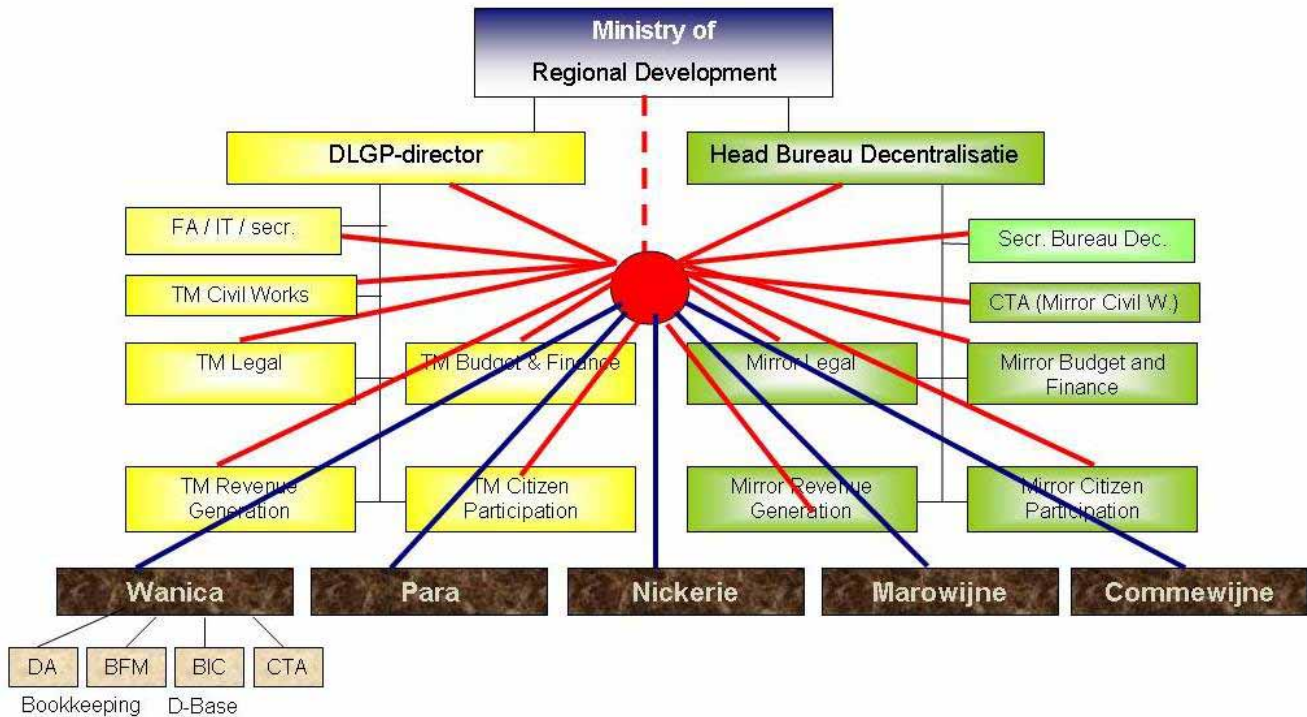 Ministry of
Regional Development
DLGP-director
Head Bureau Decentralisatie
FA / IT / secr.
Secr. Bureau Dec.
TM Civil Works
CTA (Mirror Civil W.)
TM Legal
TM Budget & Finance
Mirror Legal
Mirror Budget and
Finance
TM Revenue
Generation
TM Citizen
Participation
Mirror Revenue
Generation
Mirror Citizen
Participation
Wanica
Para
Nickerie
Marowijne
Commewijne
DA
BFM
BIC
CTA
Bookkeeping
D-Base